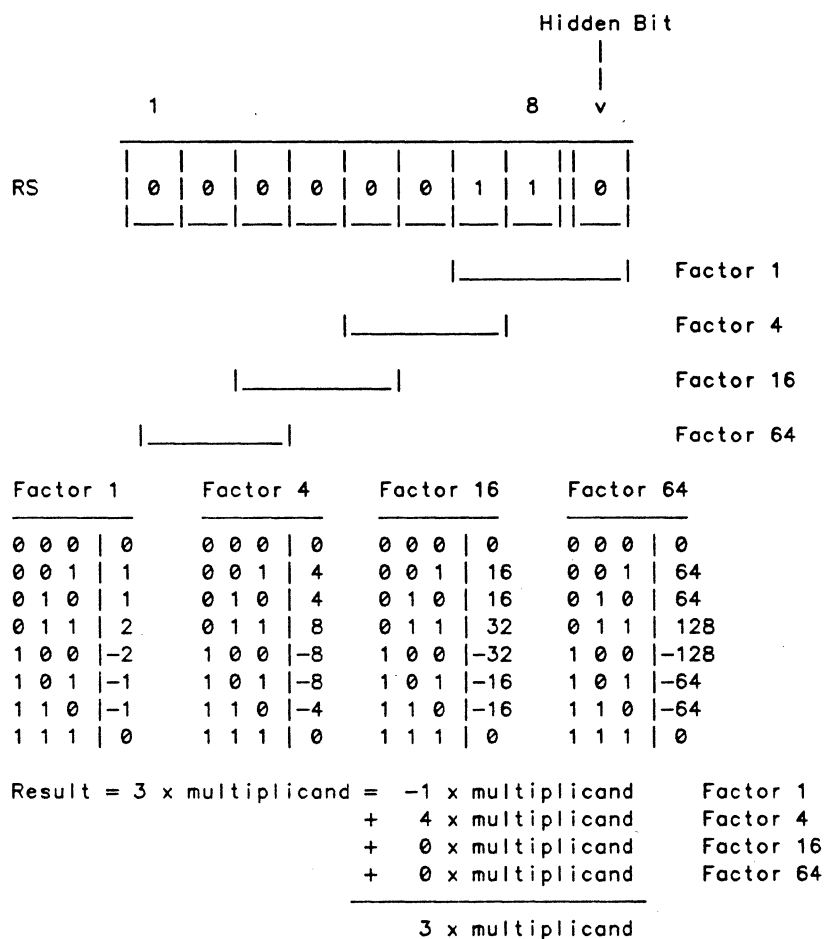 Hidden Bit
1 8 v
RS | 0 | 0 | 0 | 0 | 0 | 0 | 1 | 1 || 0 |
Factor 1
Factor 4
Factor 16
Factor 64
Factor 1 Factor 4 Factor 16 Factor 64
0 0 0 | 0 0 0 0 | 0 0 0 0 | 0 0 0 0 | 0
0 0 1 | 1 0 0 1 | 4 0 0 1 | 16 0 0 1 | 64
0 1 0 | 1 0 1 0 | 4 0 1 0 | 16 0 1 0 | 64
0 1 1 | 2 0 1 1 | 8 0 1 1 | 32 0 1 1 | 128
1 0 0 |-2 1 0 0 |-8 1 0 0 |-32 1 0 0 |-128
1 0 1 |-1 1 0 1 |-8 1 0 1 |-16 1 0 1 |-64
1 1 0 |-1 1 1 0 |-4 1 1 0 |-16 1 1 0 |-64
1 1 1 | 0 1 1 1 | 0 1 1 1 | 0 1 1 1 | 0
Result = 3 x multiplicand = -1 x multiplicand Factor 1
+ 4 x multiplicand Factor 4
+ 0 x multiplicand Factor 16
+ 0 x multiplicand Factor 64
3 x multiplicand